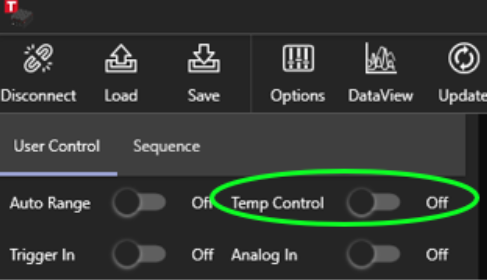 T
Disconnect Load Save Options DataView Update
User Control Sequence
Auto Range Off Temp Control Off
Trigger In Off Analog In Off